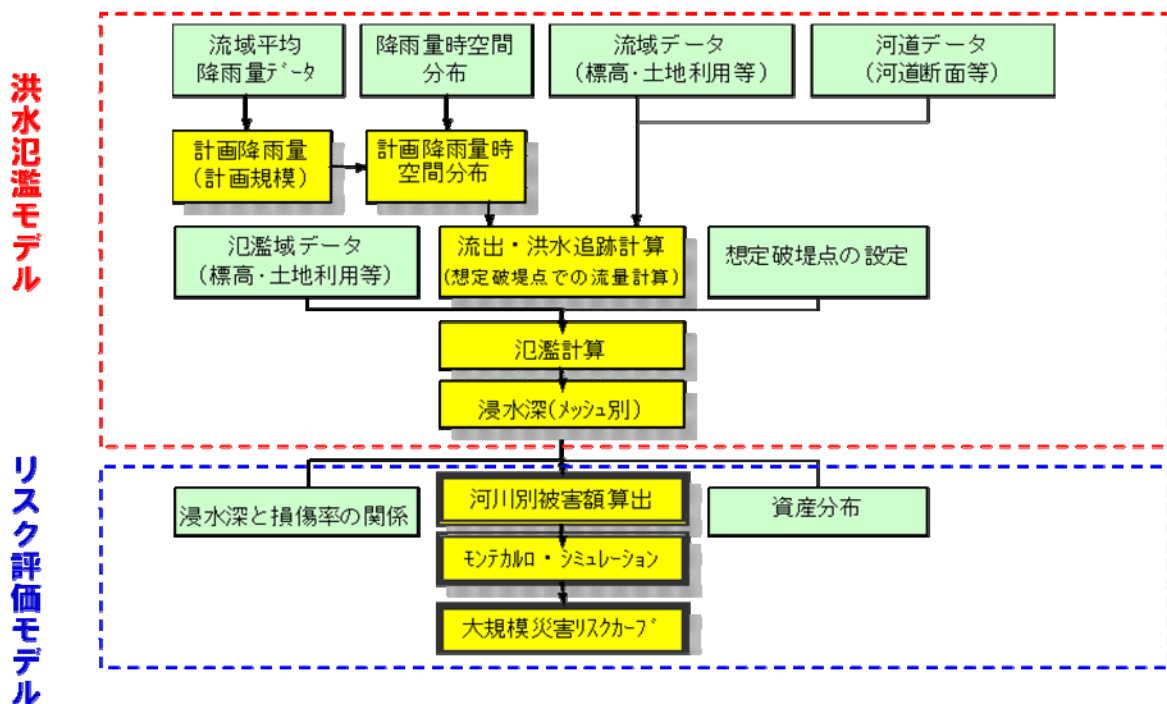 洪水氾濫モデル
流域平均
降雨量ﾃﾞｰﾀ
降雨量時空間
分布
流域データ
(標高･土地利用等)
河道データ
(河道断面等)
計画降雨量
(計画規模)
計画降雨量時
空間分布
氾濫域データ
(標高･土地利用等)
流出・洪水追跡計算
(想定破堤点での流量計算)
想定破堤点の設定
氾濫計算
浸水深(ﾒｯｼｭ別)
リスク評価モデル
浸水深と損傷率の関係
河川別被害額算出
資産分布
ﾓﾝﾃｶﾙﾛ・ｼﾐｭﾚｰｼｮﾝ
大規模災害ﾘｽｸｶｰﾌﾞ